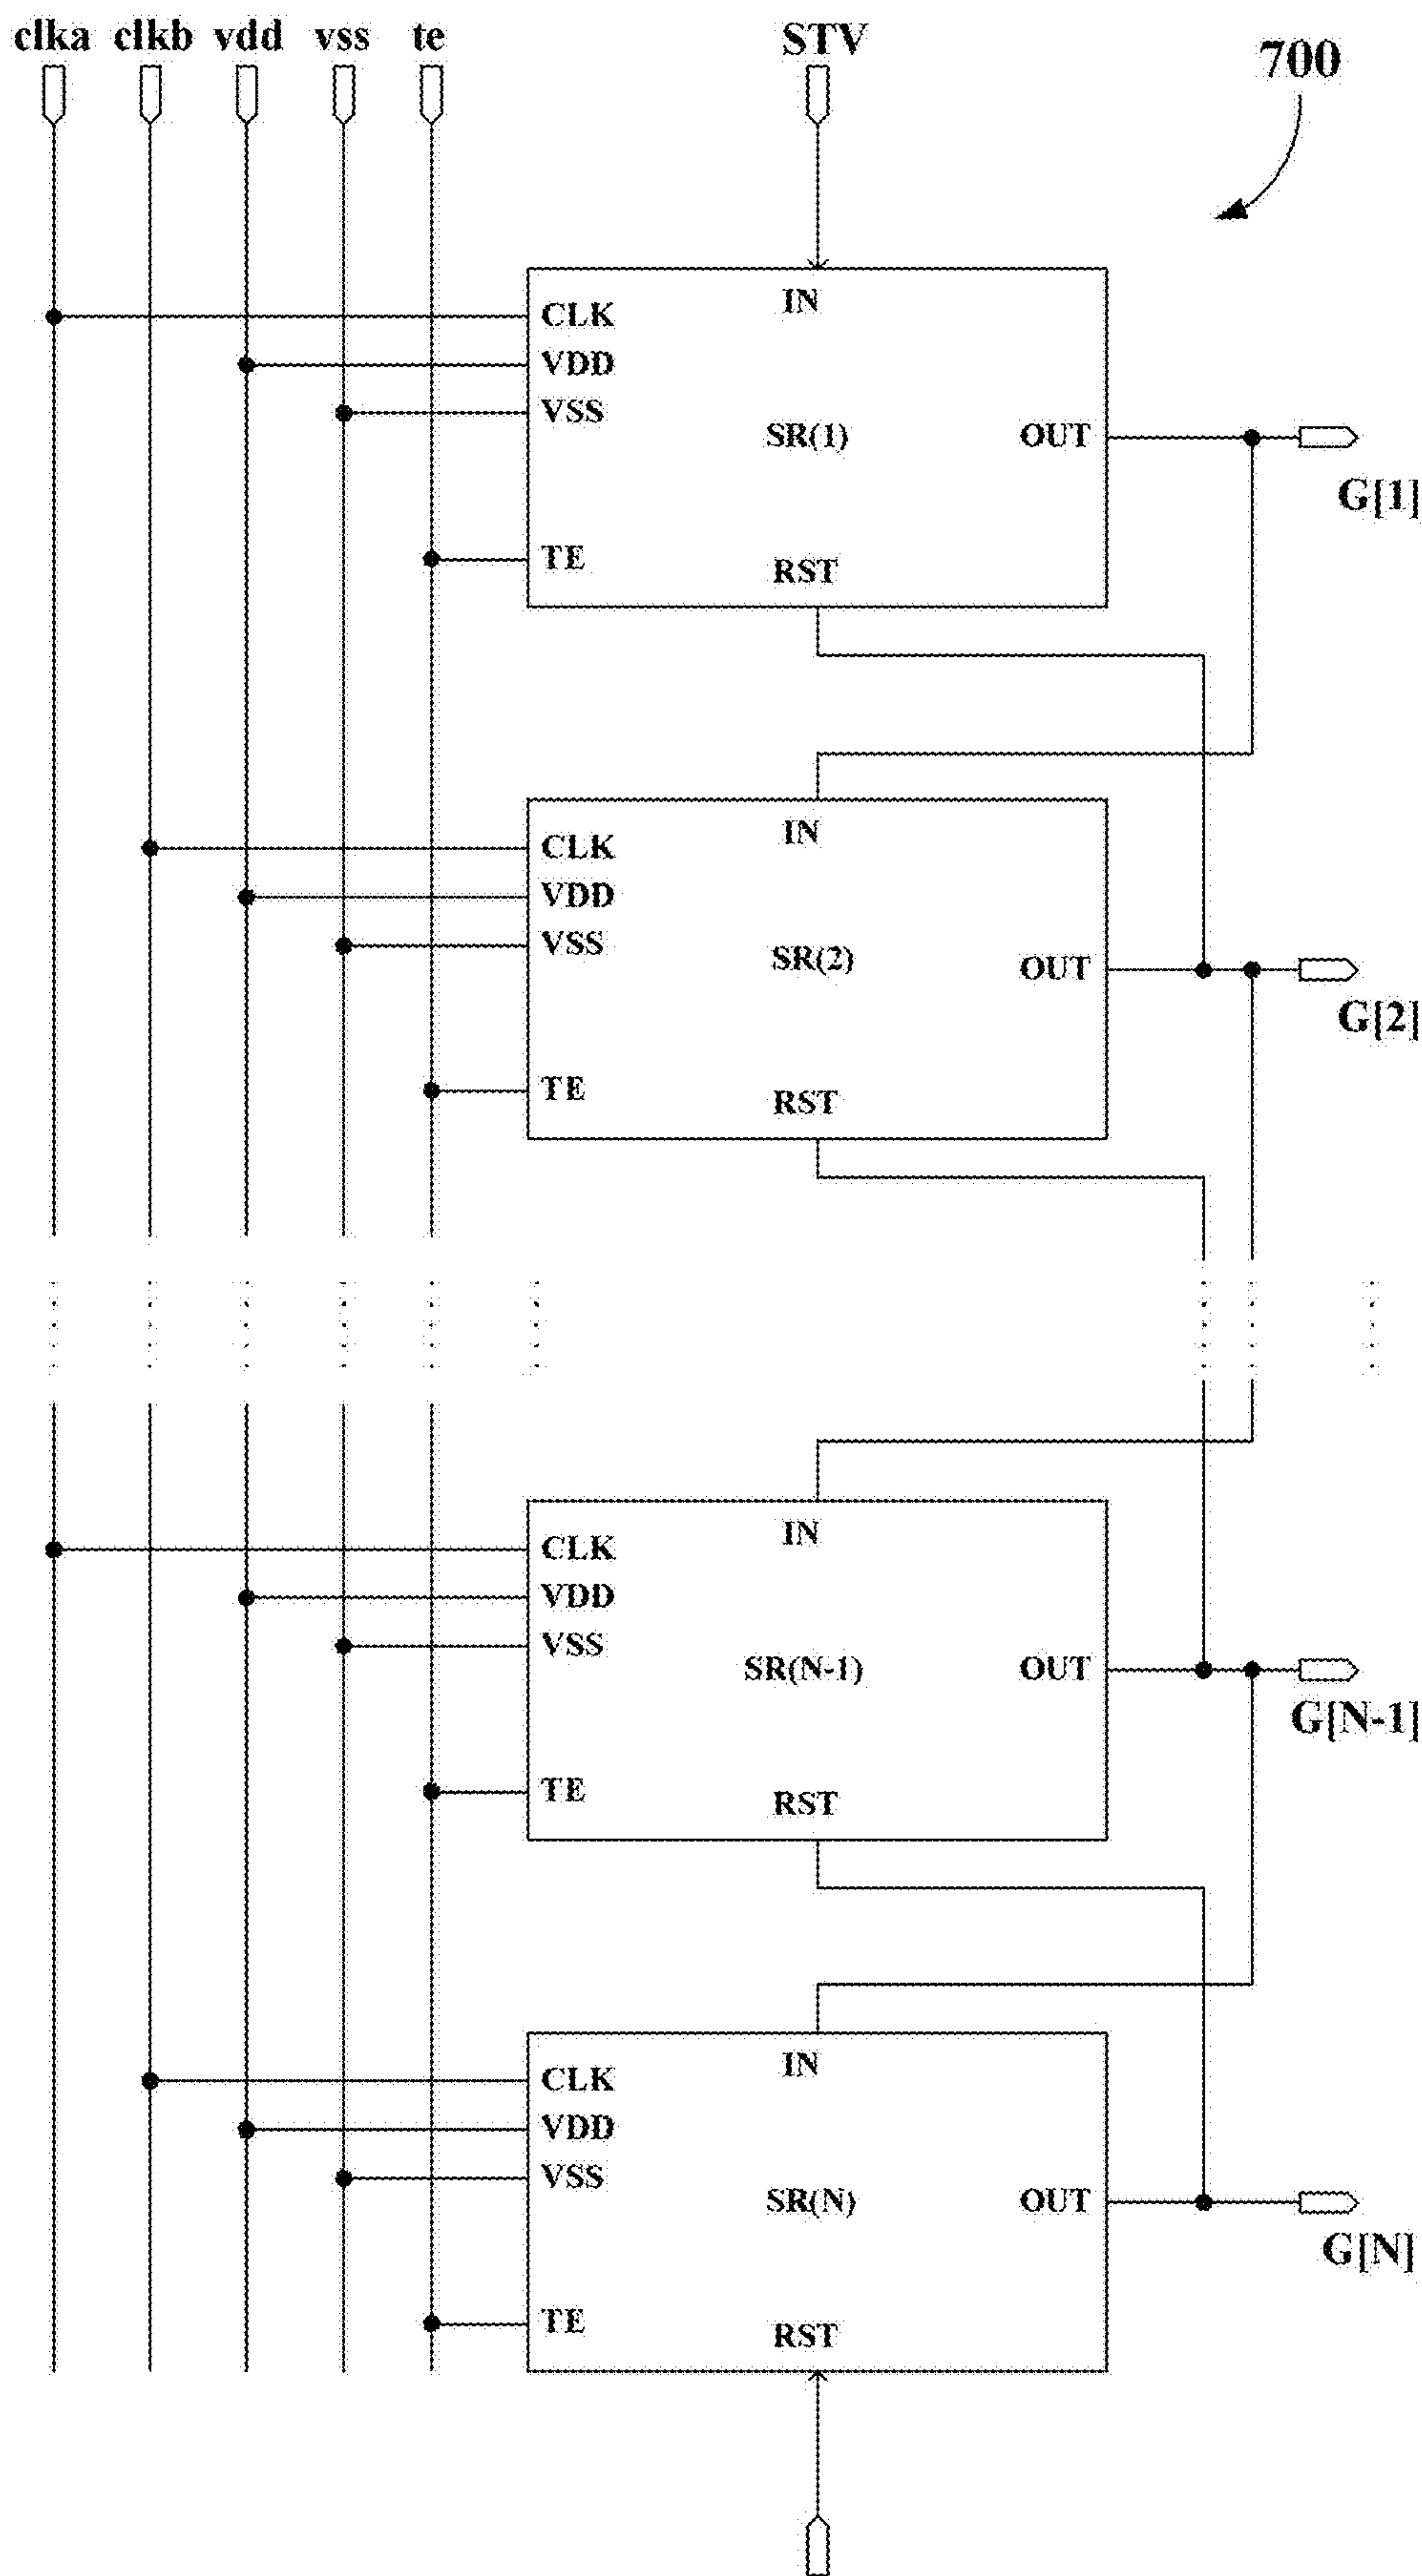 clka clkb vdd vss te STV
700
IN
CLK
VDD
VSS
SR(1)
OUT
G[1]
TE
RST
IN
CLK
VDD
VSS
SR(2)
OUT
G[2]
TE
RST
IN
CLK
VDD
VSS
SR(N-1)
OUT
G[N-1]
TE
RST
IN
CLK
VDD
VSS
SR(N)
OUT
G[N]
TE
RST